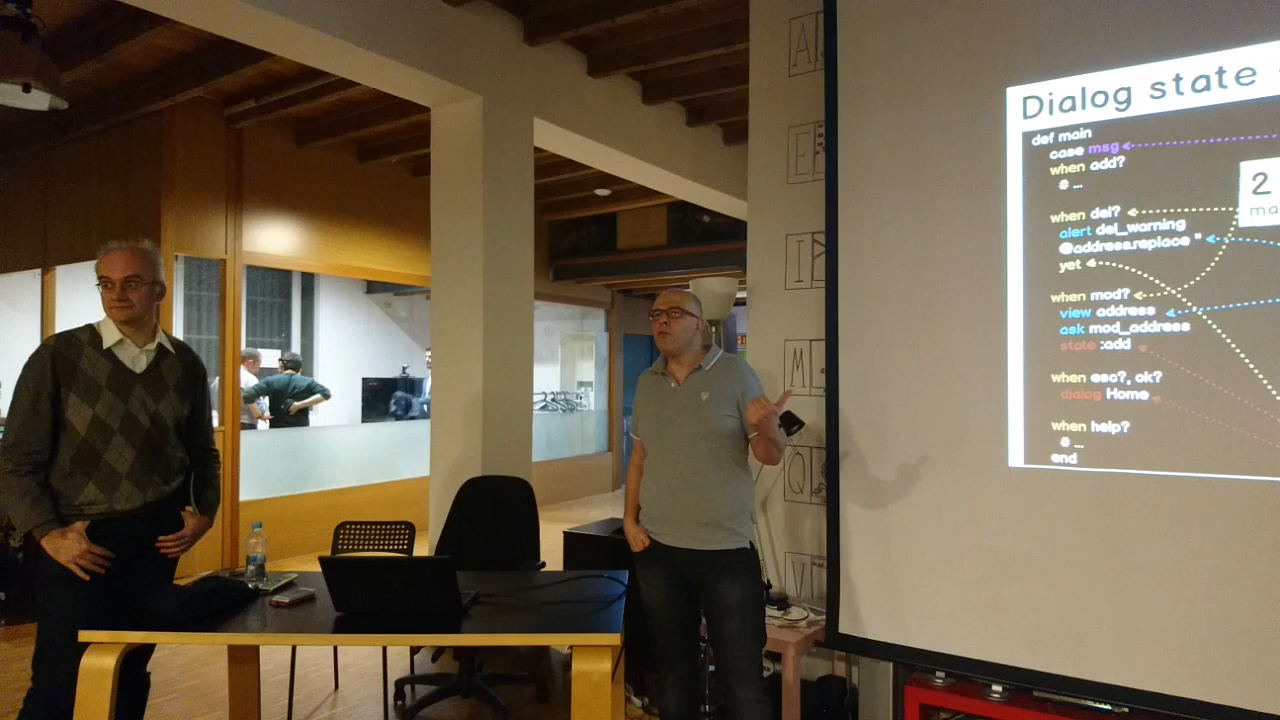 Dialog state
def main
case msg
when add?
# ...
when del?
alert del_warning
@address.replace "
yet
when mod?
view address
ask mod_address
state :add
when esc?, ok?
dialog Home
when help?
# ...
end
2
ma
A
E
I
M
Q
V